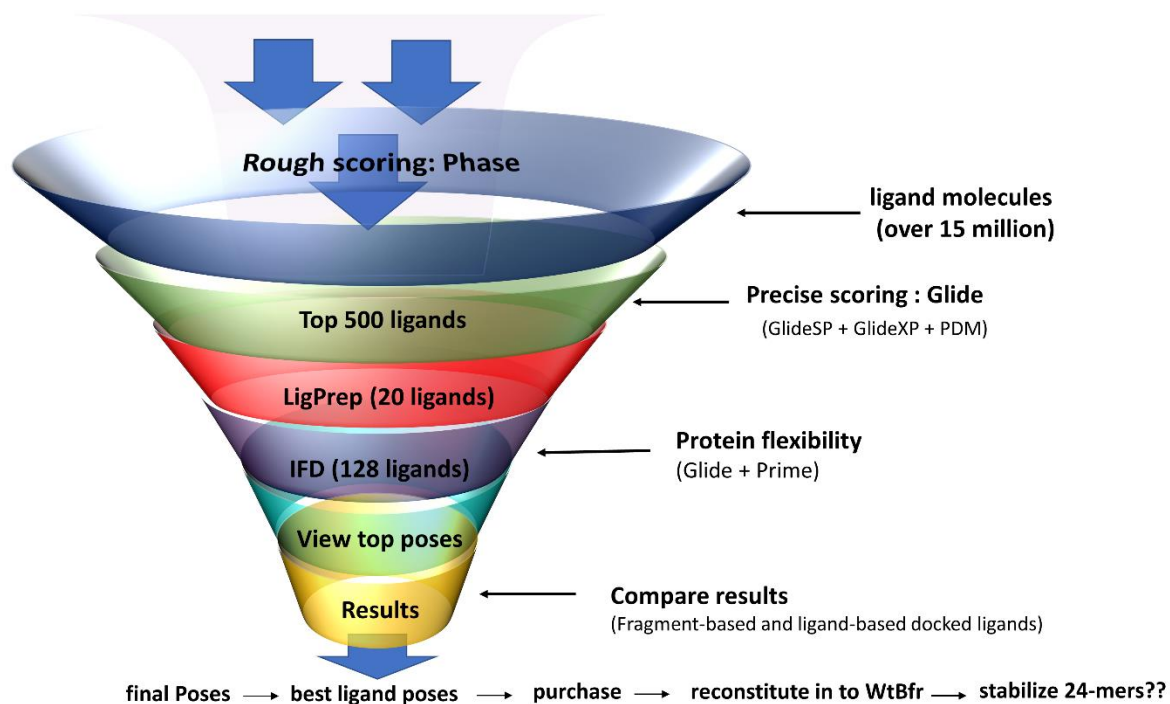 Rough scoring: Phase
ligand molecules
(over 15 million)
Precise scoring : Glide
(GlideSP + GlideXP + PDM)
Top 500 ligands
LigPrep (20 ligands)
Protein flexibility
(Glide + Prime)
IFD (128 ligands)
View top poses
Compare results
(Fragment-based and ligand-based docked ligands)
Results
final Poses → best ligand poses → purchase → reconstitute in to WtBfr → stabilize 24-mers??